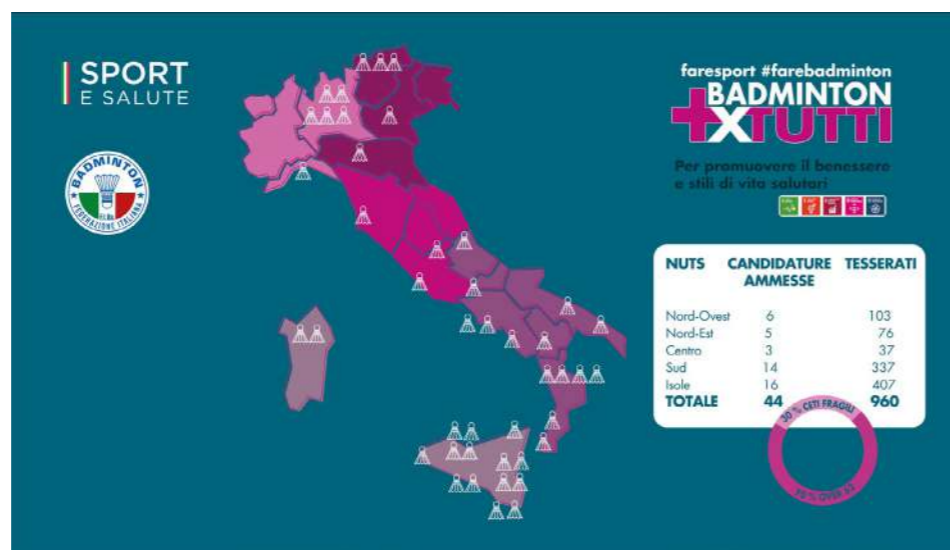 SPORT
E SALUTE
BADMINTON
FEDERAZIONE ITALIANA
faresport #farebadminton
BADMINTON
+XTUTTI
Per promuovere il benessere
e stili di vita salutari
NUTS CANDIDATURE TESSERATI
AMMESSE
Nord-Ovest 6 103
Nord-Est 5 76
Centro 3 37
Sud 14 337
Isole 16 407
TOTALE 44 960
30 % CETI FRAGILI